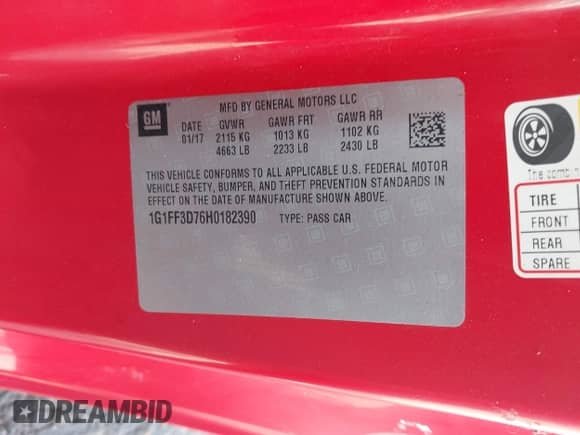 MFD BY GENERAL MOTORS LLC
GM
DATE GVWR GAWR FRT GAWR RR
01/17 2115 KG 1013 KG 1102 KG
4663 LB 2233 LB 2430 LB
THIS VEHICLE CONFORMS TO ALL APPLICABLE U.S. FEDERAL MOTOR
VEHICLE SAFETY, BUMPER, AND THEFT PREVENTION STANDARDS IN
EFFECT ON THE DATE OF MANUFACTURE SHOWN ABOVE.
1G1FF3D76H0182390 TYPE: PASS CAR
The combin
TIRE
FRONT
REAR
SPARE
DREAMBID